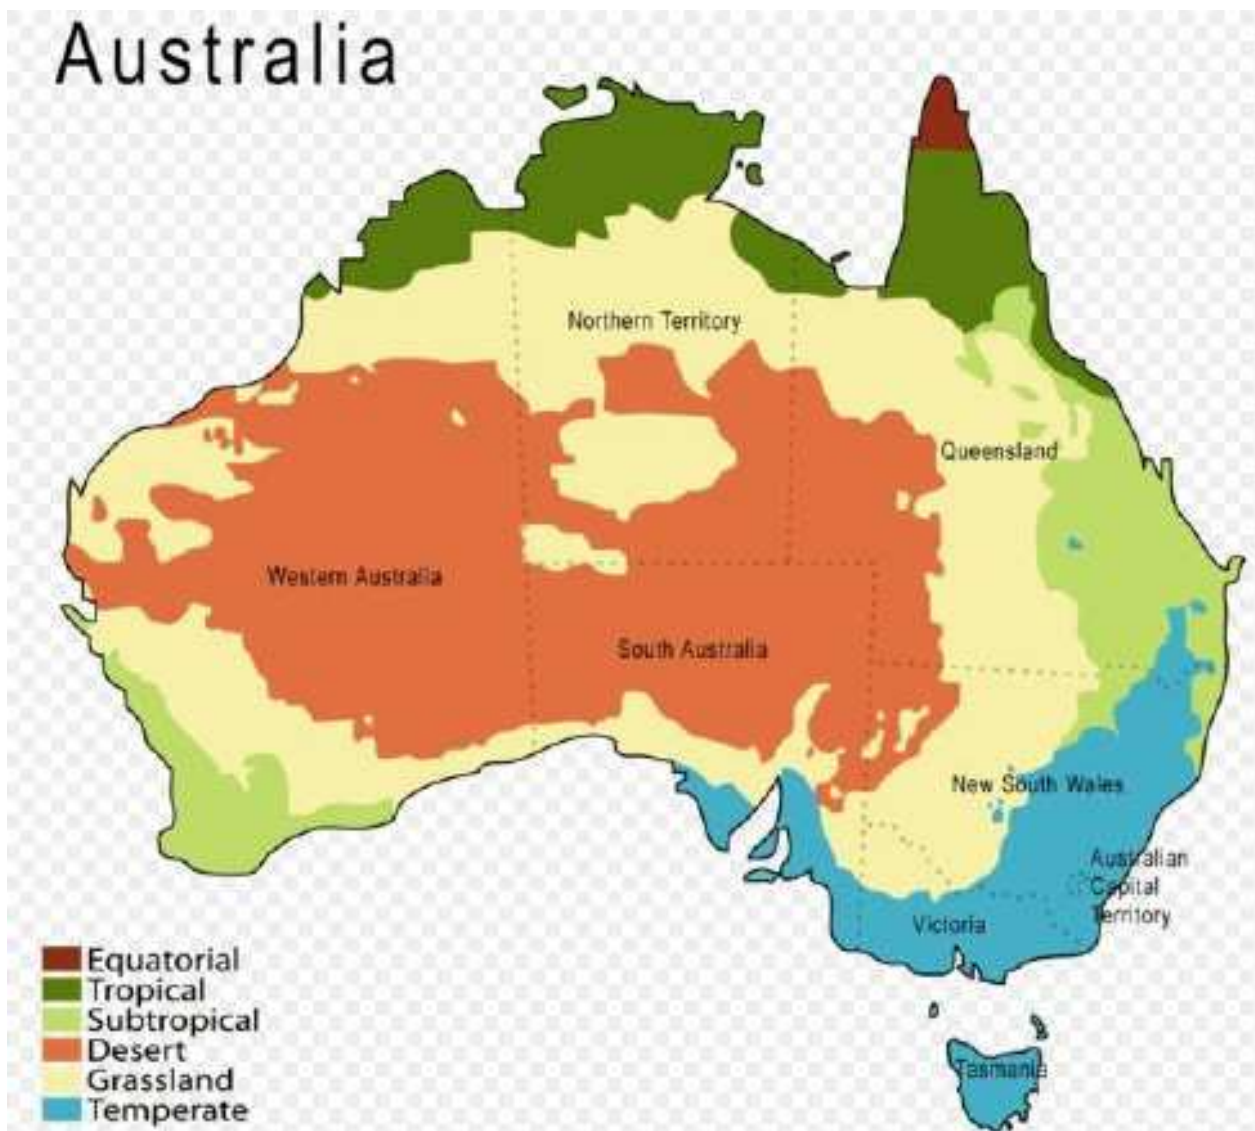 Australia
Northern Territory
Queensland
Western Australia
South Australia
New South Wales
Australian
Capital
Territory
Victoria
Tasmania
Equatorial
Tropical
Subtropical
Desert
Grassland
Temperate